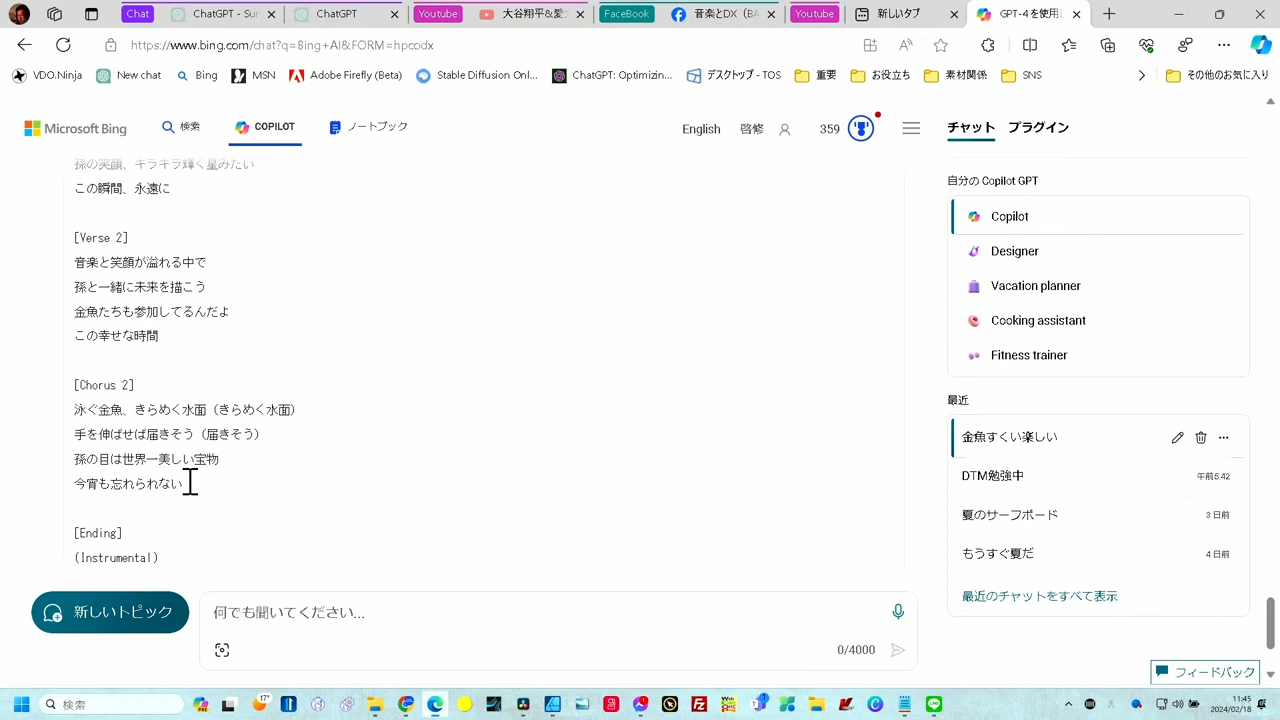 Chat
ChatGPT - Sur
ChatGPT
Youtube
大谷翔平&愛
FaceBook
音楽とDX（BA
Youtube
新しいタブ
GPT-4 を使用し
https://www.bing.com/chat?q=Bing+AI&FORM=hpcodx
VDO.Ninja
New chat
Bing
MSN
Adobe Firefly (Beta)
Stable Diffusion Onl...
ChatGPT: Optimizin...
デスクトップ - TOS
重要
お役立ち
素材関係
SNS
その他のお気に入り
Microsoft Bing
検索
COPILOT
ノートブック
English
啓修
359
チャット
プラグイン
孫の笑顔、キラキラ輝く星みたい
この瞬間、永遠に
[Verse 2]
音楽と笑顔が溢れる中で
孫と一緒に未来を描こう
金魚たちも参加してるんだよ
この幸せな時間
[Chorus 2]
泳ぐ金魚、きらめく水面（きらめく水面）
手を伸ばせば届きそう（届きそう）
孫の目は世界一美しい宝物
今宵も忘れられない
[Ending]
(Instrumental)
自分の Copilot GPT
Copilot
Designer
Vacation planner
Cooking assistant
Fitness trainer
最近
金魚すくい楽しい
DTM勉強中
午前5:42
夏のサーフボード
3 日前
もうすぐ夏だ
4 日前
最近のチャットをすべて表示
新しいトピック
何でも聞いてください...
0/4000
フィードバック
検索
17°
11:45
2024/02/18